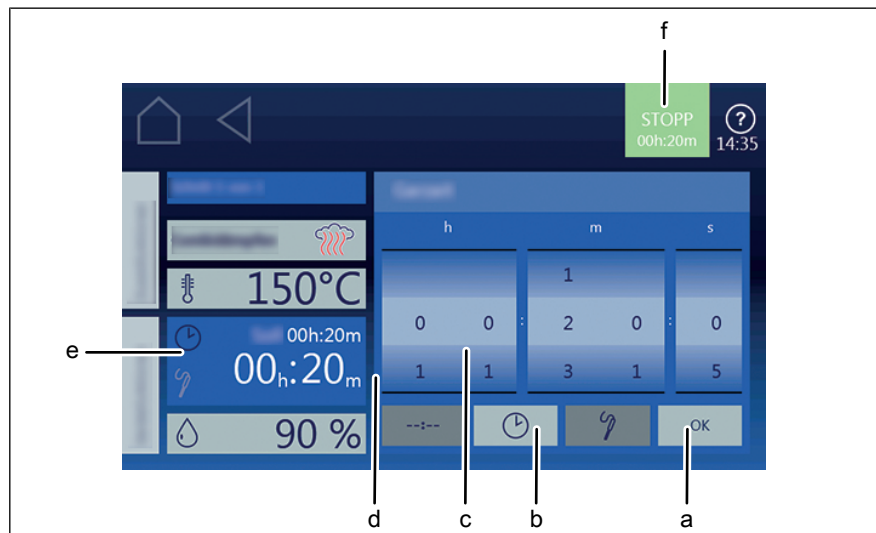 f
STOPP
00h:20m
?
14:35
h m s
150°C
1
00h:20m
0 0 : 2 0 : 0
e
00h:20m
1 1 3 1 5
90 %
--:-- OK
d c b a